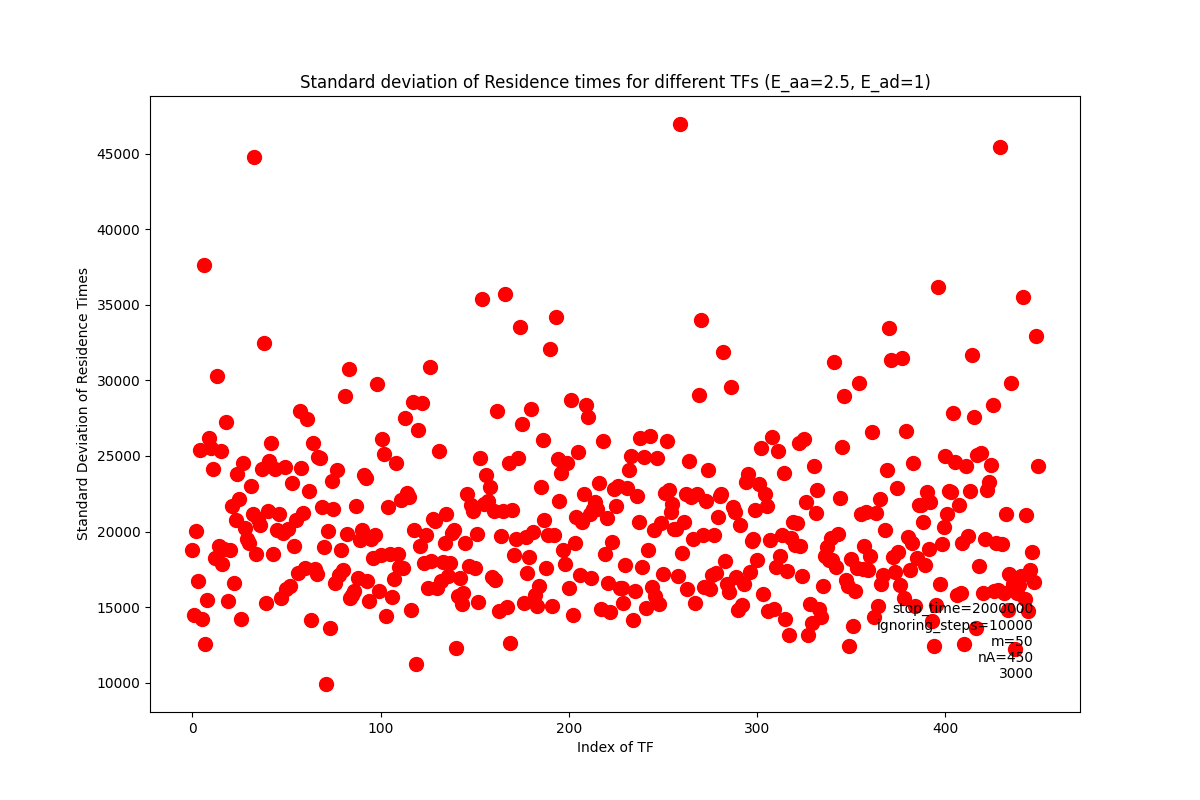 Standard deviation of Residence times for different TFs (E_aa=2.5, E_ad=1)
Standard Deviation of Residence Times
45000
40000
35000
30000
25000
20000
15000
10000
stop_time=2000000
ignoring_steps=10000
m=50
nA=450
3000
0 100 200 300 400
Index of TF